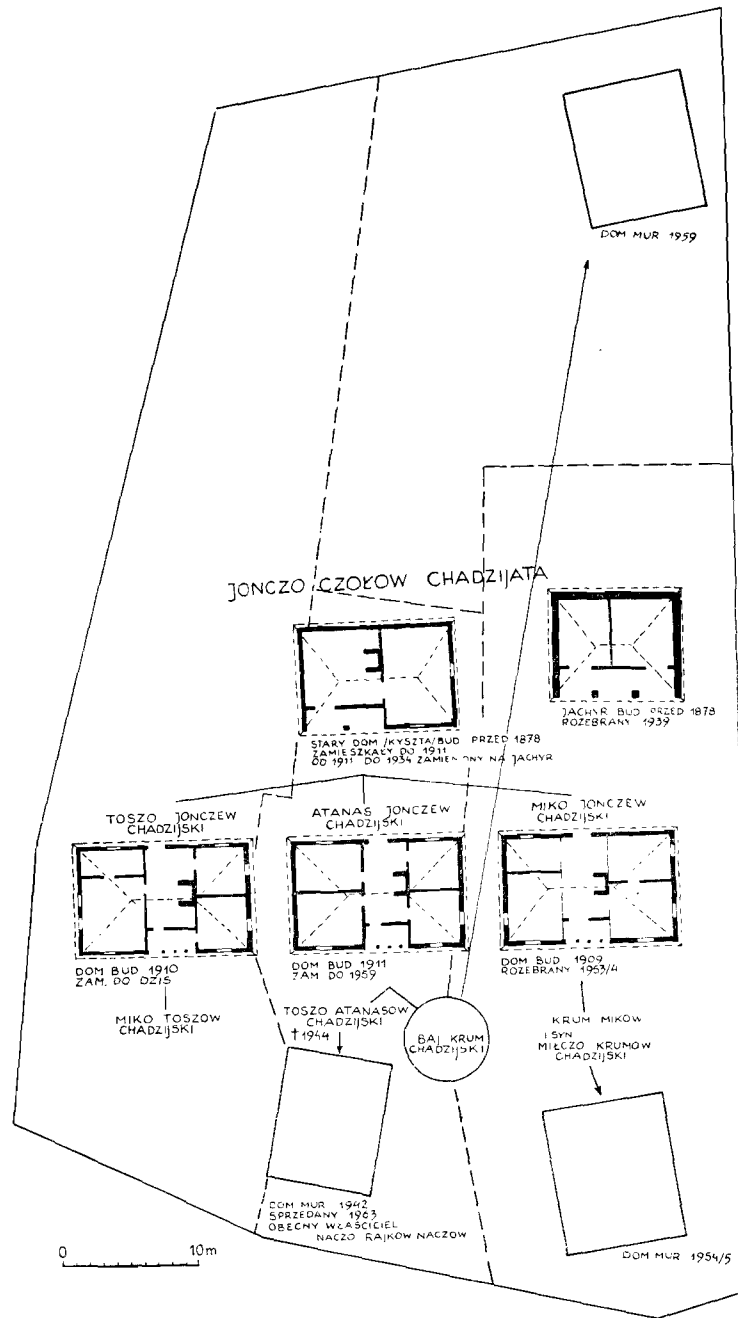 DOM MUR 1959
JONCZO CZOŁOW CHADZIJATA
STARY DOM /KYSZTA/BUD PRZED 1878
ZAMIESZKAŁY DO 1911
OD 1911 DO 1934 ZAMIENIONY NA JACHYR
JACHYR BUD PRZED 1878
ROZEBRANY 1939
TOSZO JONCZEW
CHADZIJSKI
ATANAS JONCZEW
CHADZIJSKI
MIKO JONCZEW
CHADZIJSKI
DOM BUD 1910
ZAM. DO DZIŚ
DOM BUD 1911
ZAM DO 1959
DOM BUD 1909
ROZEBRANY 1953/4
MIKO TOSZOW
CHADZIJSKI
TOSZO ATANASOW
CHADZIJSKI
†1944
BAJ KRUM
CHADZIJSKI
KRUM MIKOW
I SYN
MIŁCZO KRUMOW
CHADZIJSKI
DOM MUR 1942
SPRZEDANY 1963
OBECNY WŁAŚCICIEL
NACZO RAJKOW NACZOW
DOM MUR 1954/5
0 10m